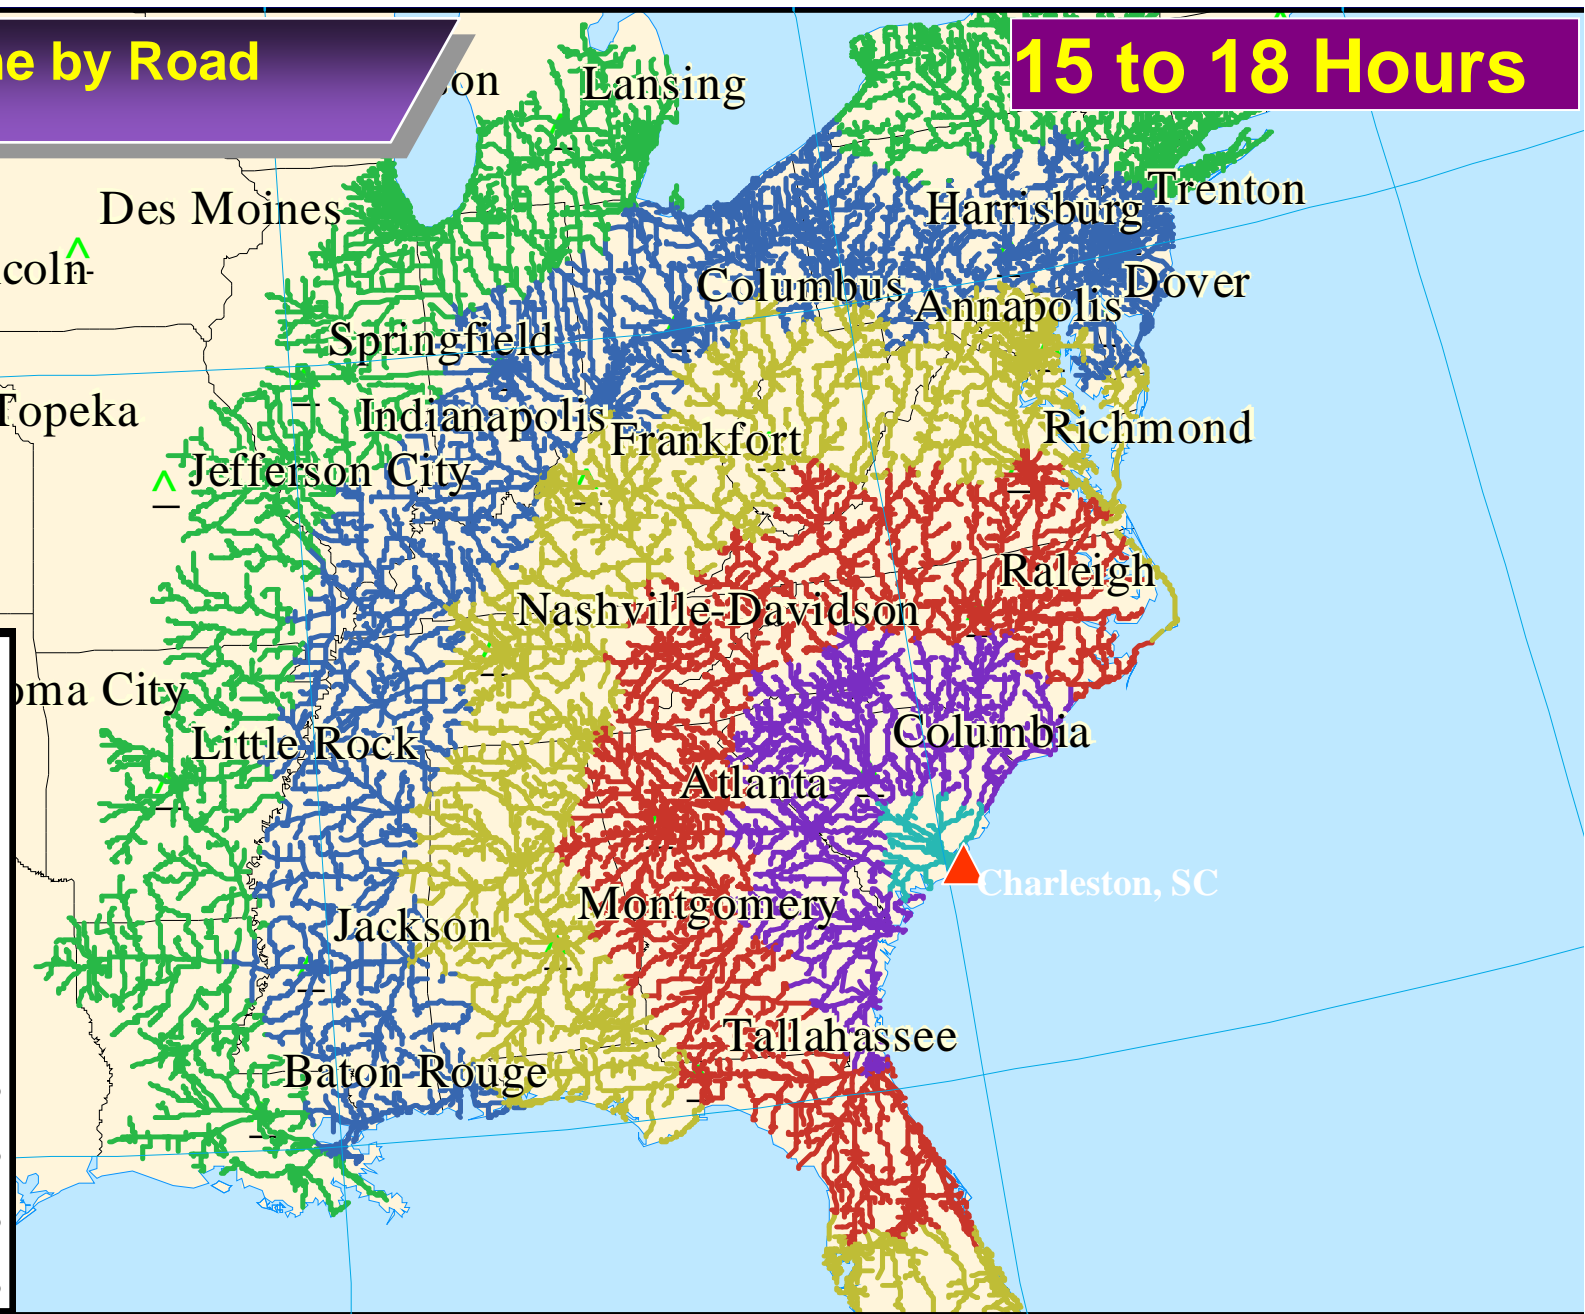 ne by Road
15 to 18 Hours
on
Lansing
Des Moines
Harrisburg
Trenton
coln
Columbus
Annapolis
Dover
Springfield
Topeka
Indianapolis
Frankfort
Richmond
Jefferson City
Raleigh
Nashville-Davidson
oma City
Little Rock
Columbia
Atlanta
Charleston, SC
Jackson
Montgomery
Tallahassee
Baton Rouge